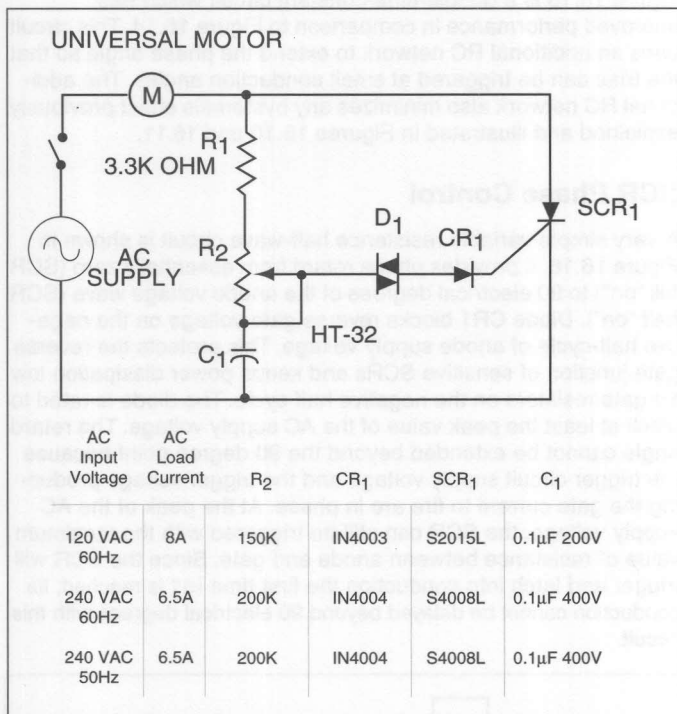 UNIVERSAL MOTOR
M
R1
3.3K OHM
SCR1
D1
CR1
R2
AC
SUPPLY
HT-32
C1
AC Input Voltage AC Load Current R2 CR1 SCR1 C1
120 VAC 60Hz 8A 150K IN4003 S2015L 0.1µF 200V
240 VAC 60Hz 6.5A 200K IN4004 S4008L 0.1µF 400V
240 VAC 50Hz 6.5A 200K IN4004 S4008L 0.1µF 400V